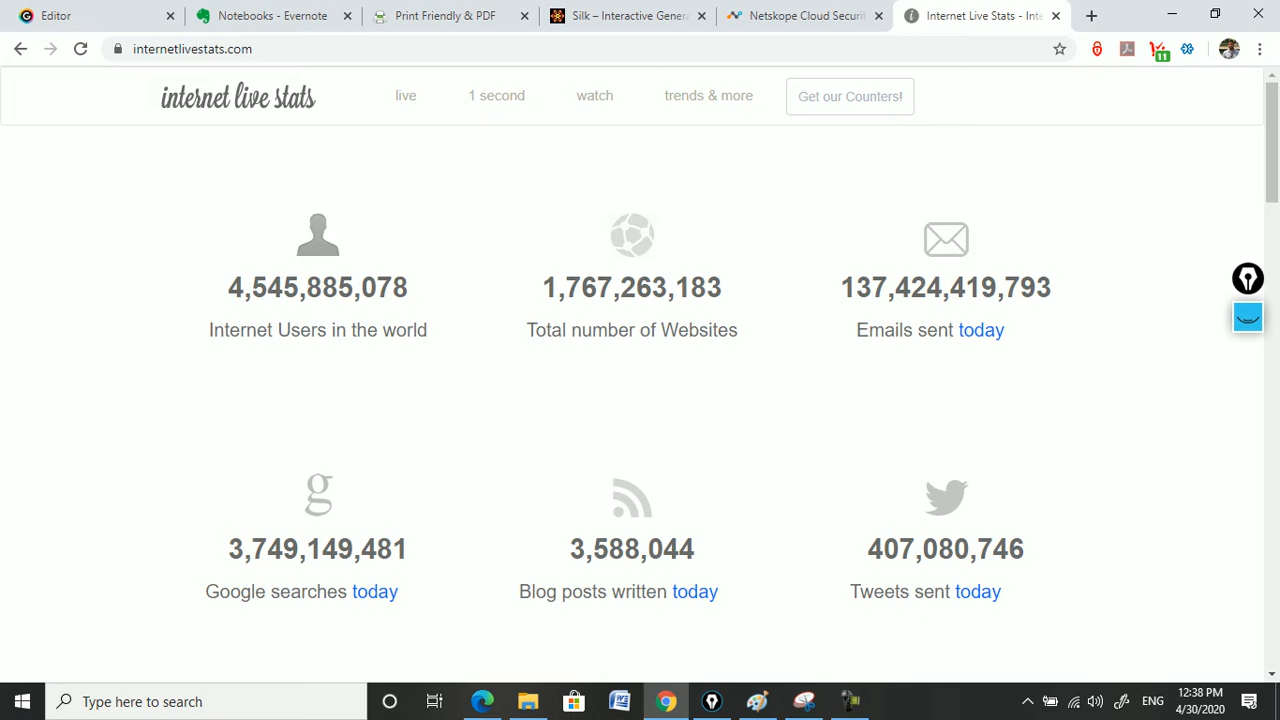 Editor
Notebooks - Evernote
Print Friendly & PDF
Silk – Interactive Gener
Netskope Cloud Securit
Internet Live Stats - Inte
internetlivestats.com
11
internet live stats
live
1 second
watch
trends & more
Get our Counters!
4,545,885,078
1,767,263,183
137,424,419,793
Internet Users in the world
Total number of Websites
Emails sent today
g
3,749,149,481
3,588,044
407,080,746
Google searches today
Blog posts written today
Tweets sent today
Type here to search
ENG
12:38 PM
4/30/2020